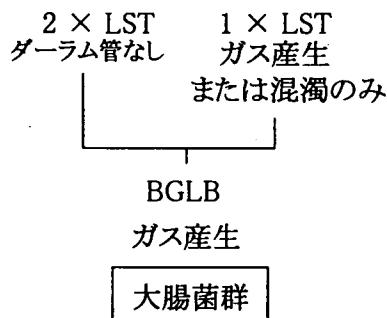 2 × LST
ダーラム管なし
1 × LST
ガス産生
または混濁のみ
BGLB
ガス産生
大腸菌群